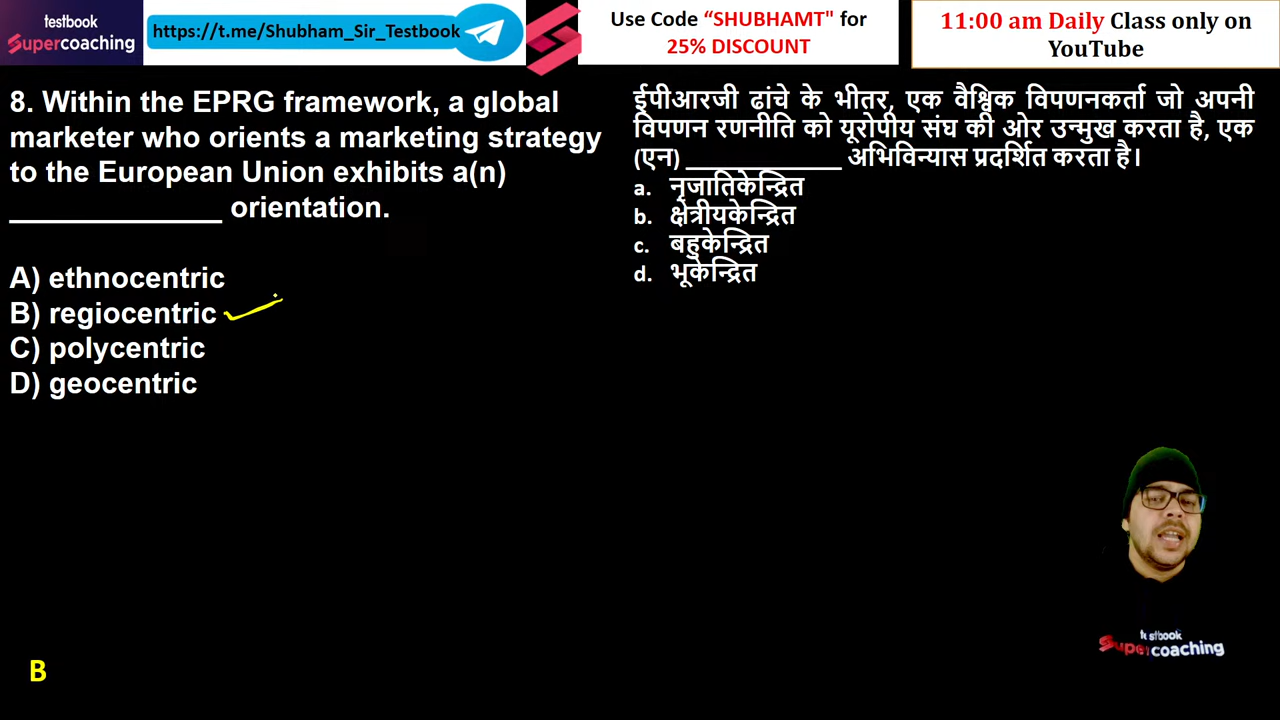 testbook
Supercoaching
https://t.me/Shubham_Sir_Testbook
Use Code “SHUBHAMT" for
25% DISCOUNT
11:00 am Daily Class only on
YouTube
8. Within the EPRG framework, a global
marketer who orients a marketing strategy
to the European Union exhibits a(n)
_____________ orientation.
A) ethnocentric
B) regiocentric
C) polycentric
D) geocentric
ईपीआरजी ढांचे के भीतर, एक वैश्विक विपणनकर्ता जो अपनी
विपणन रणनीति को यूरोपीय संघ की ओर उन्मुख करता है, एक
(एन) _____________ अभिविन्यास प्रदर्शित करता है।
a. नृजातिकेन्द्रित
b. क्षेत्रीयकेन्द्रित
c. बहुकेन्द्रित
d. भूकेन्द्रित
testbook
Supercoaching
B